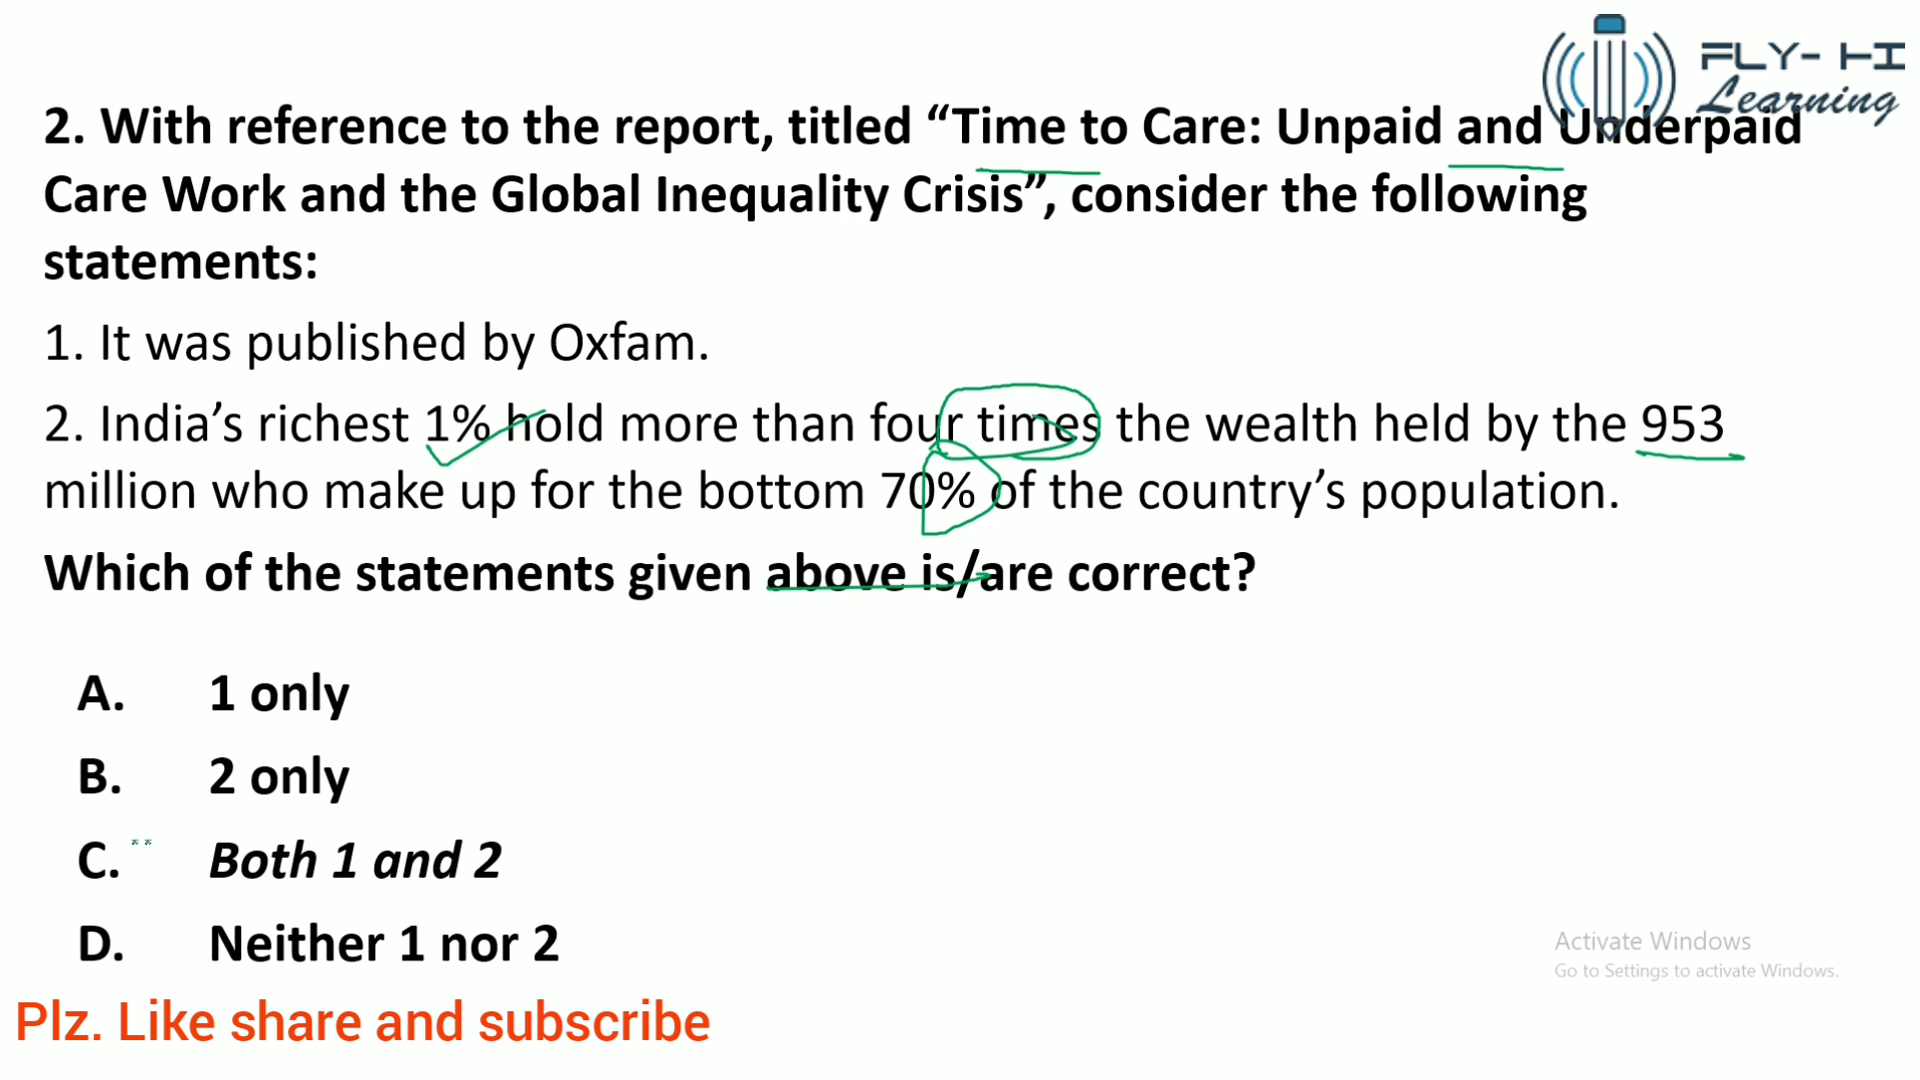 FLY-HI
Learning
2. With reference to the report, titled “Time to Care: Unpaid and Underpaid
Care Work and the Global Inequality Crisis”, consider the following
statements:
1. It was published by Oxfam.
2. India’s richest 1% hold more than four times the wealth held by the 953
million who make up for the bottom 70% of the country’s population.
Which of the statements given above is/are correct?
A. 1 only
B. 2 only
C. Both 1 and 2
D. Neither 1 nor 2
Activate Windows
Go to Settings to activate Windows.
Plz. Like share and subscribe